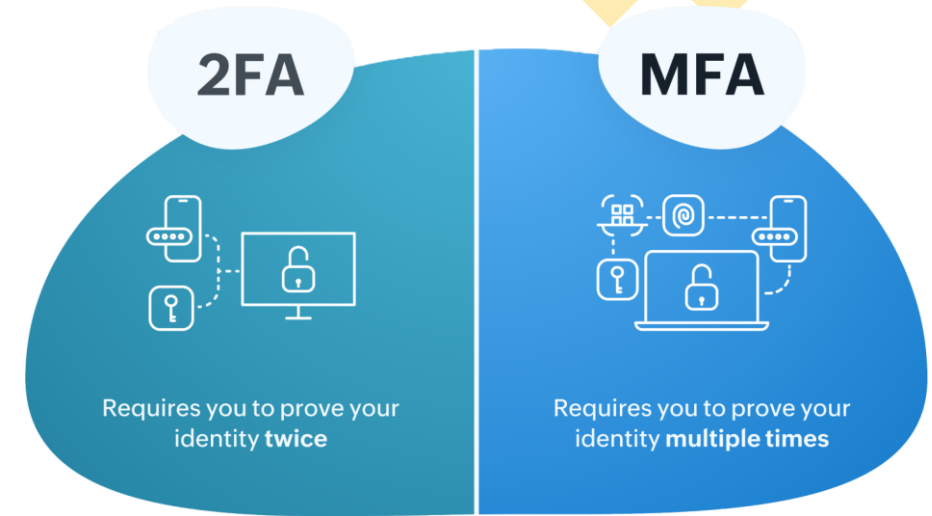 2FA
MFA
Requires you to prove your
identity twice
Requires you to prove your
identity multiple times